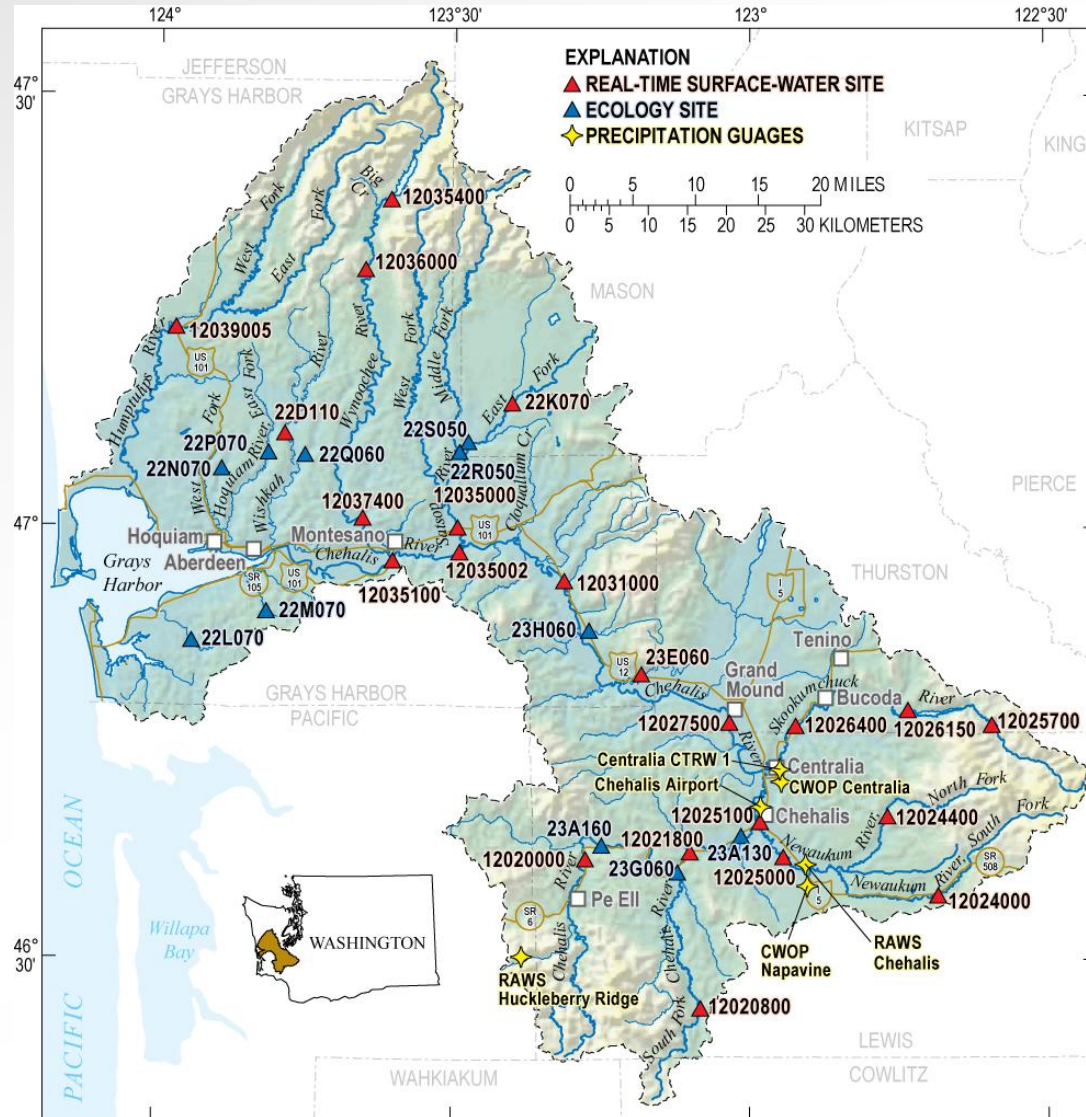 124°
123°30'
123°
122°30'
47°
30'
JEFFERSON
GRAYS HARBOR
EXPLANATION
REAL-TIME SURFACE-WATER SITE
ECOLOGY SITE
PRECIPITATION GUAGES
KITSAP
KING
0 5 10 15 20 MILES
0 5 10 15 20 25 30 KILOMETERS
Big
Cr
12035400
West
Fork
East
Fork
12036000
MASON
River
River
West
Fork
Middle
Fork
12039005
River
Humptulips
US
101
Wynoochee
East
Fork
22K070
Fork
East Fork
22D110
22S050
22P070
22Q060
22R050
22N070
West
Hoquiam
River,
Wishkah
River
Satsop
Cloquallum Cr
PIERCE
12037400
12035000
47°
Hoquiam
Aberdeen
Montesano
River
US
101
Grays
Harbor
Chehalis
12035002
12035100
12031000
THURSTON
I
5
SR
105
US
101
22M070
22L070
23H060
Tenino
23E060
US
12
Grand
Mound
Chehalis
River
Skookumchuck
Bucoda
River
GRAYS HARBOR
PACIFIC
12027500
12026400
12026150
12025700
Centralia CTRW 1
Centralia
CWOP Centralia
Chehalis Airport
Chehalis
North Fork
River,
12024400
South
Fork
12025100
23A160
12021800
12020000
River
23G060
23A130
12025000
Newaukum
Newaukum
River,
SR
508
12024000
5
SR
6
Pe Ell
River
Chehalis
Chehalis
CWOP
Napavine
RAWS
Chehalis
46°
30'
RAWS
Huckleberry Ridge
South Fork
12020800
PACIFIC
OCEAN
Willapa
Bay
WASHINGTON
WAHKIAKUM
LEWIS
COWLITZ